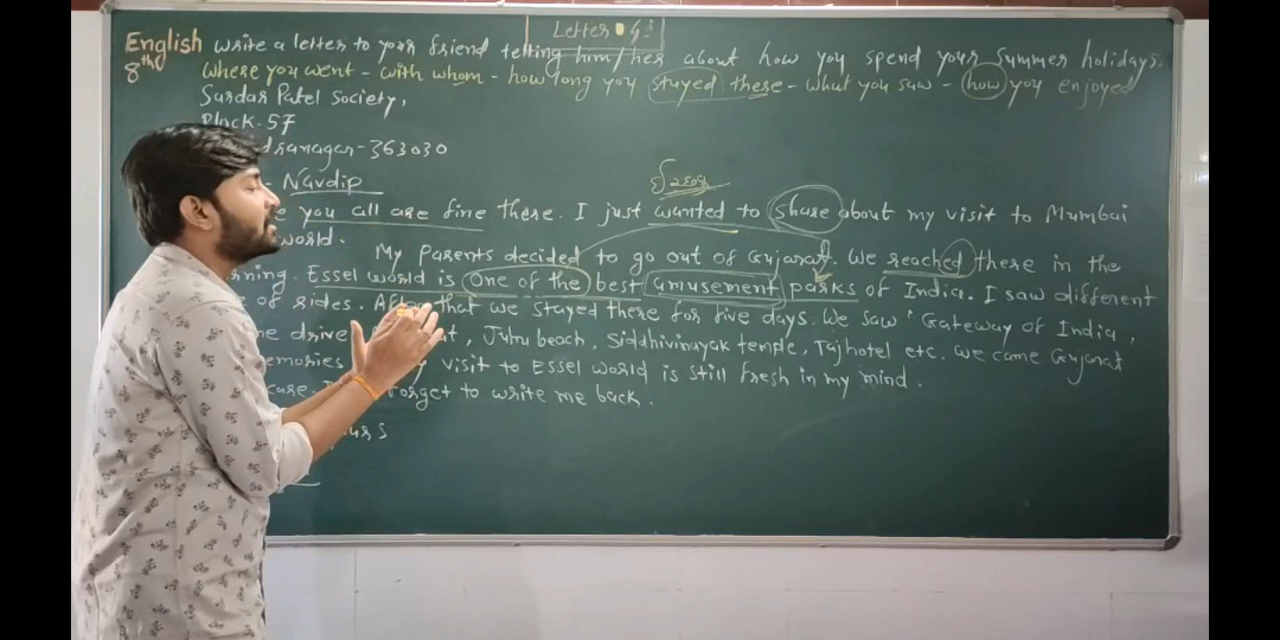 Letter
English Write a letter to your friend telling him/her about how you spend your summer holidays.
8th where you went - with whom - how long you stayed there - what you saw - how you enjoyed
Sardar Patel Society,
Block-57
363030
Navdip
you all are fine there. I just wanted to share about my visit to Mumbai
world.
My Parents decided to go out of Gujarat. We reached there in the
Essel world is one of the best amusement parks of India. I saw different
of rides. After that we stayed there for five days. We saw 'Gateway of India,
drive, Juhu beach, Siddhivinayak temple, Taj hotel etc. We came Gujarat
visit to Essel world is still fresh in my mind.
forget to write me back.